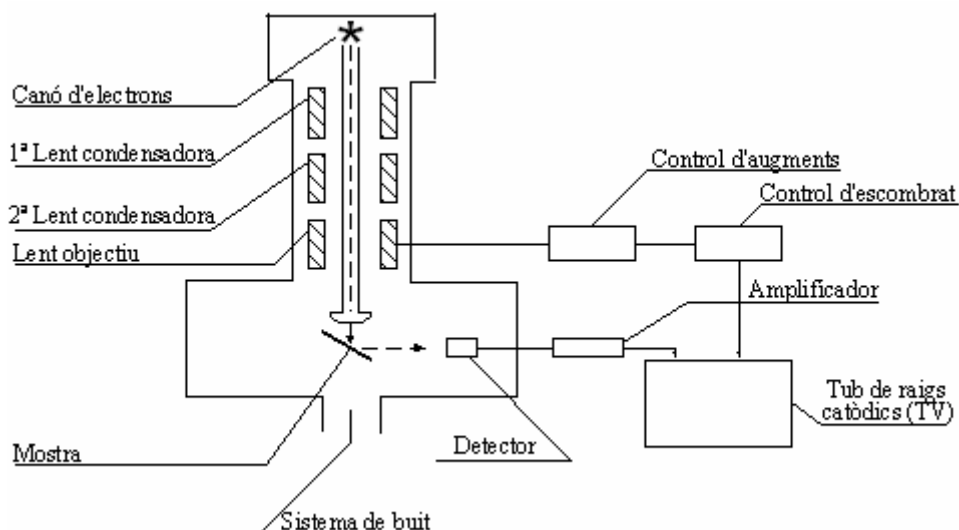 Canó d'electrons
1ª Lent condensadora
2ª Lent condensadora
Lent objectiu
Control d'augments
Control d'escombrat
Amplificador
Tub de raigs
catòdics (TV)
Detector
Mostra
Sistema de buit